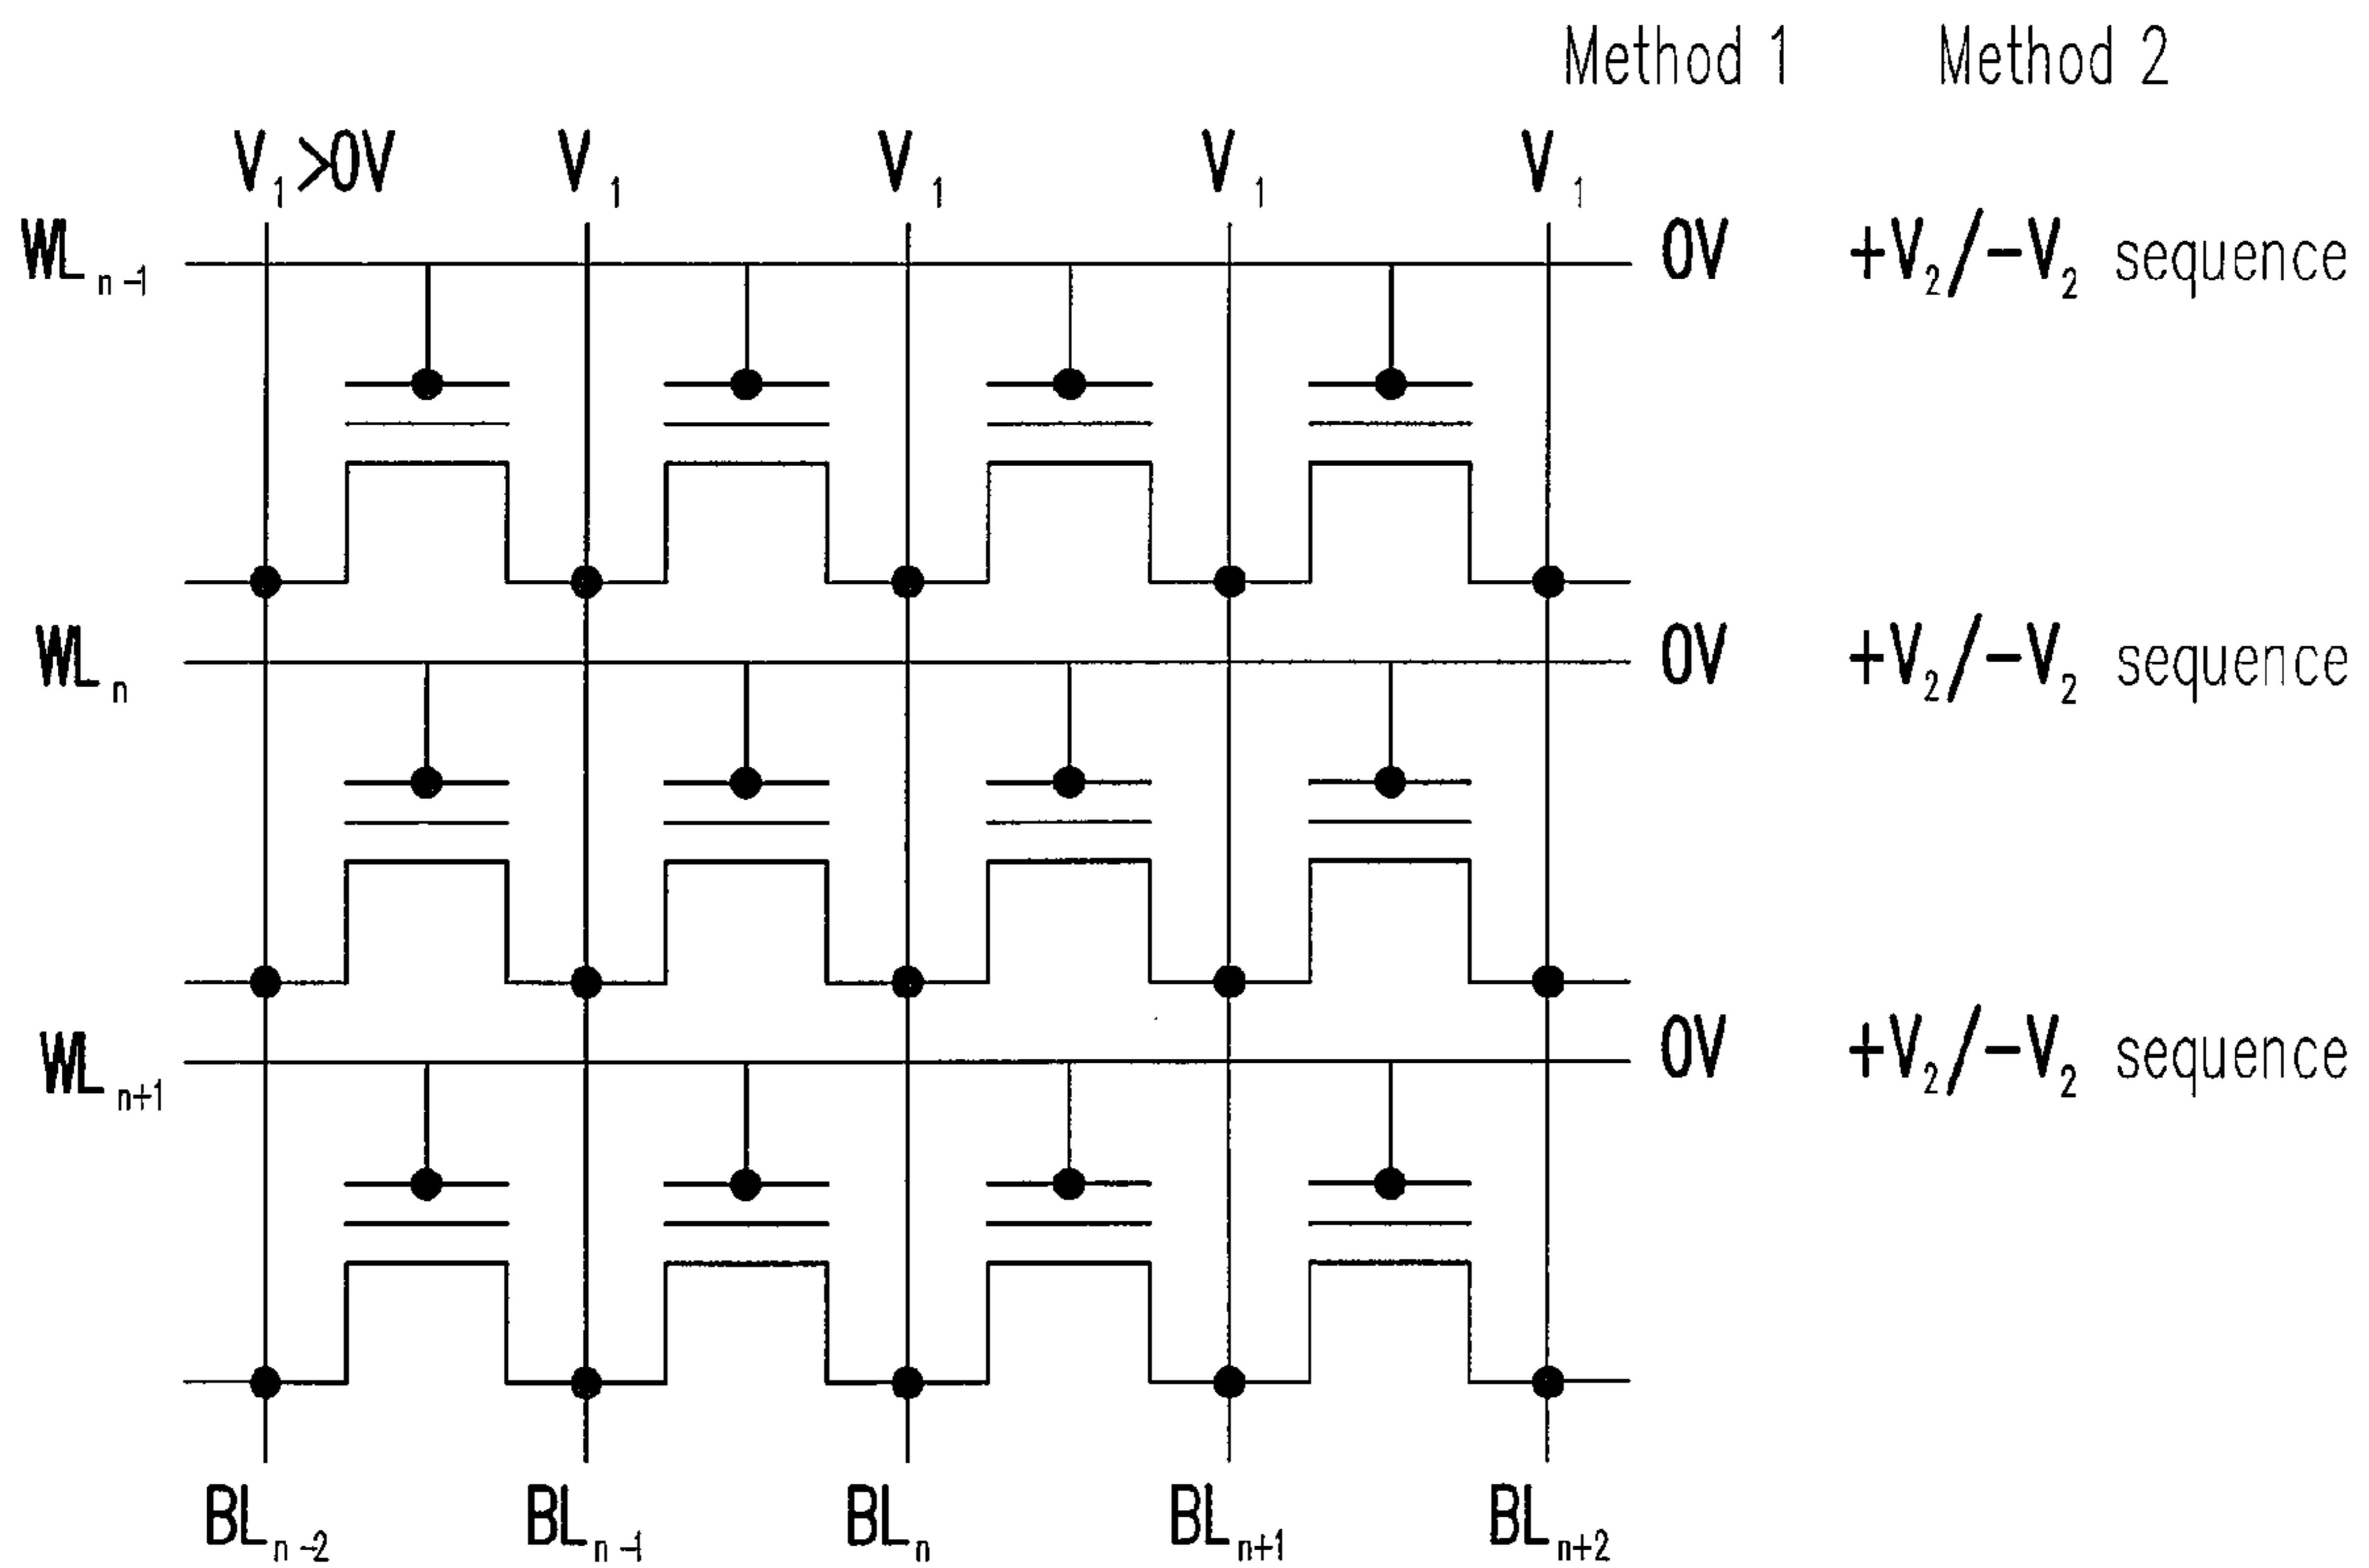 Method 1 Method 2
V₁>0V V₁ V₁ V₁ V₁
WLₙ₋₁ 0V +V₂/−V₂ sequence
WLₙ 0V +V₂/−V₂ sequence
WLₙ₊₁ 0V +V₂/−V₂ sequence
BLₙ₋₂ BLₙ₋₁ BLₙ BLₙ₊₁ BLₙ₊₂